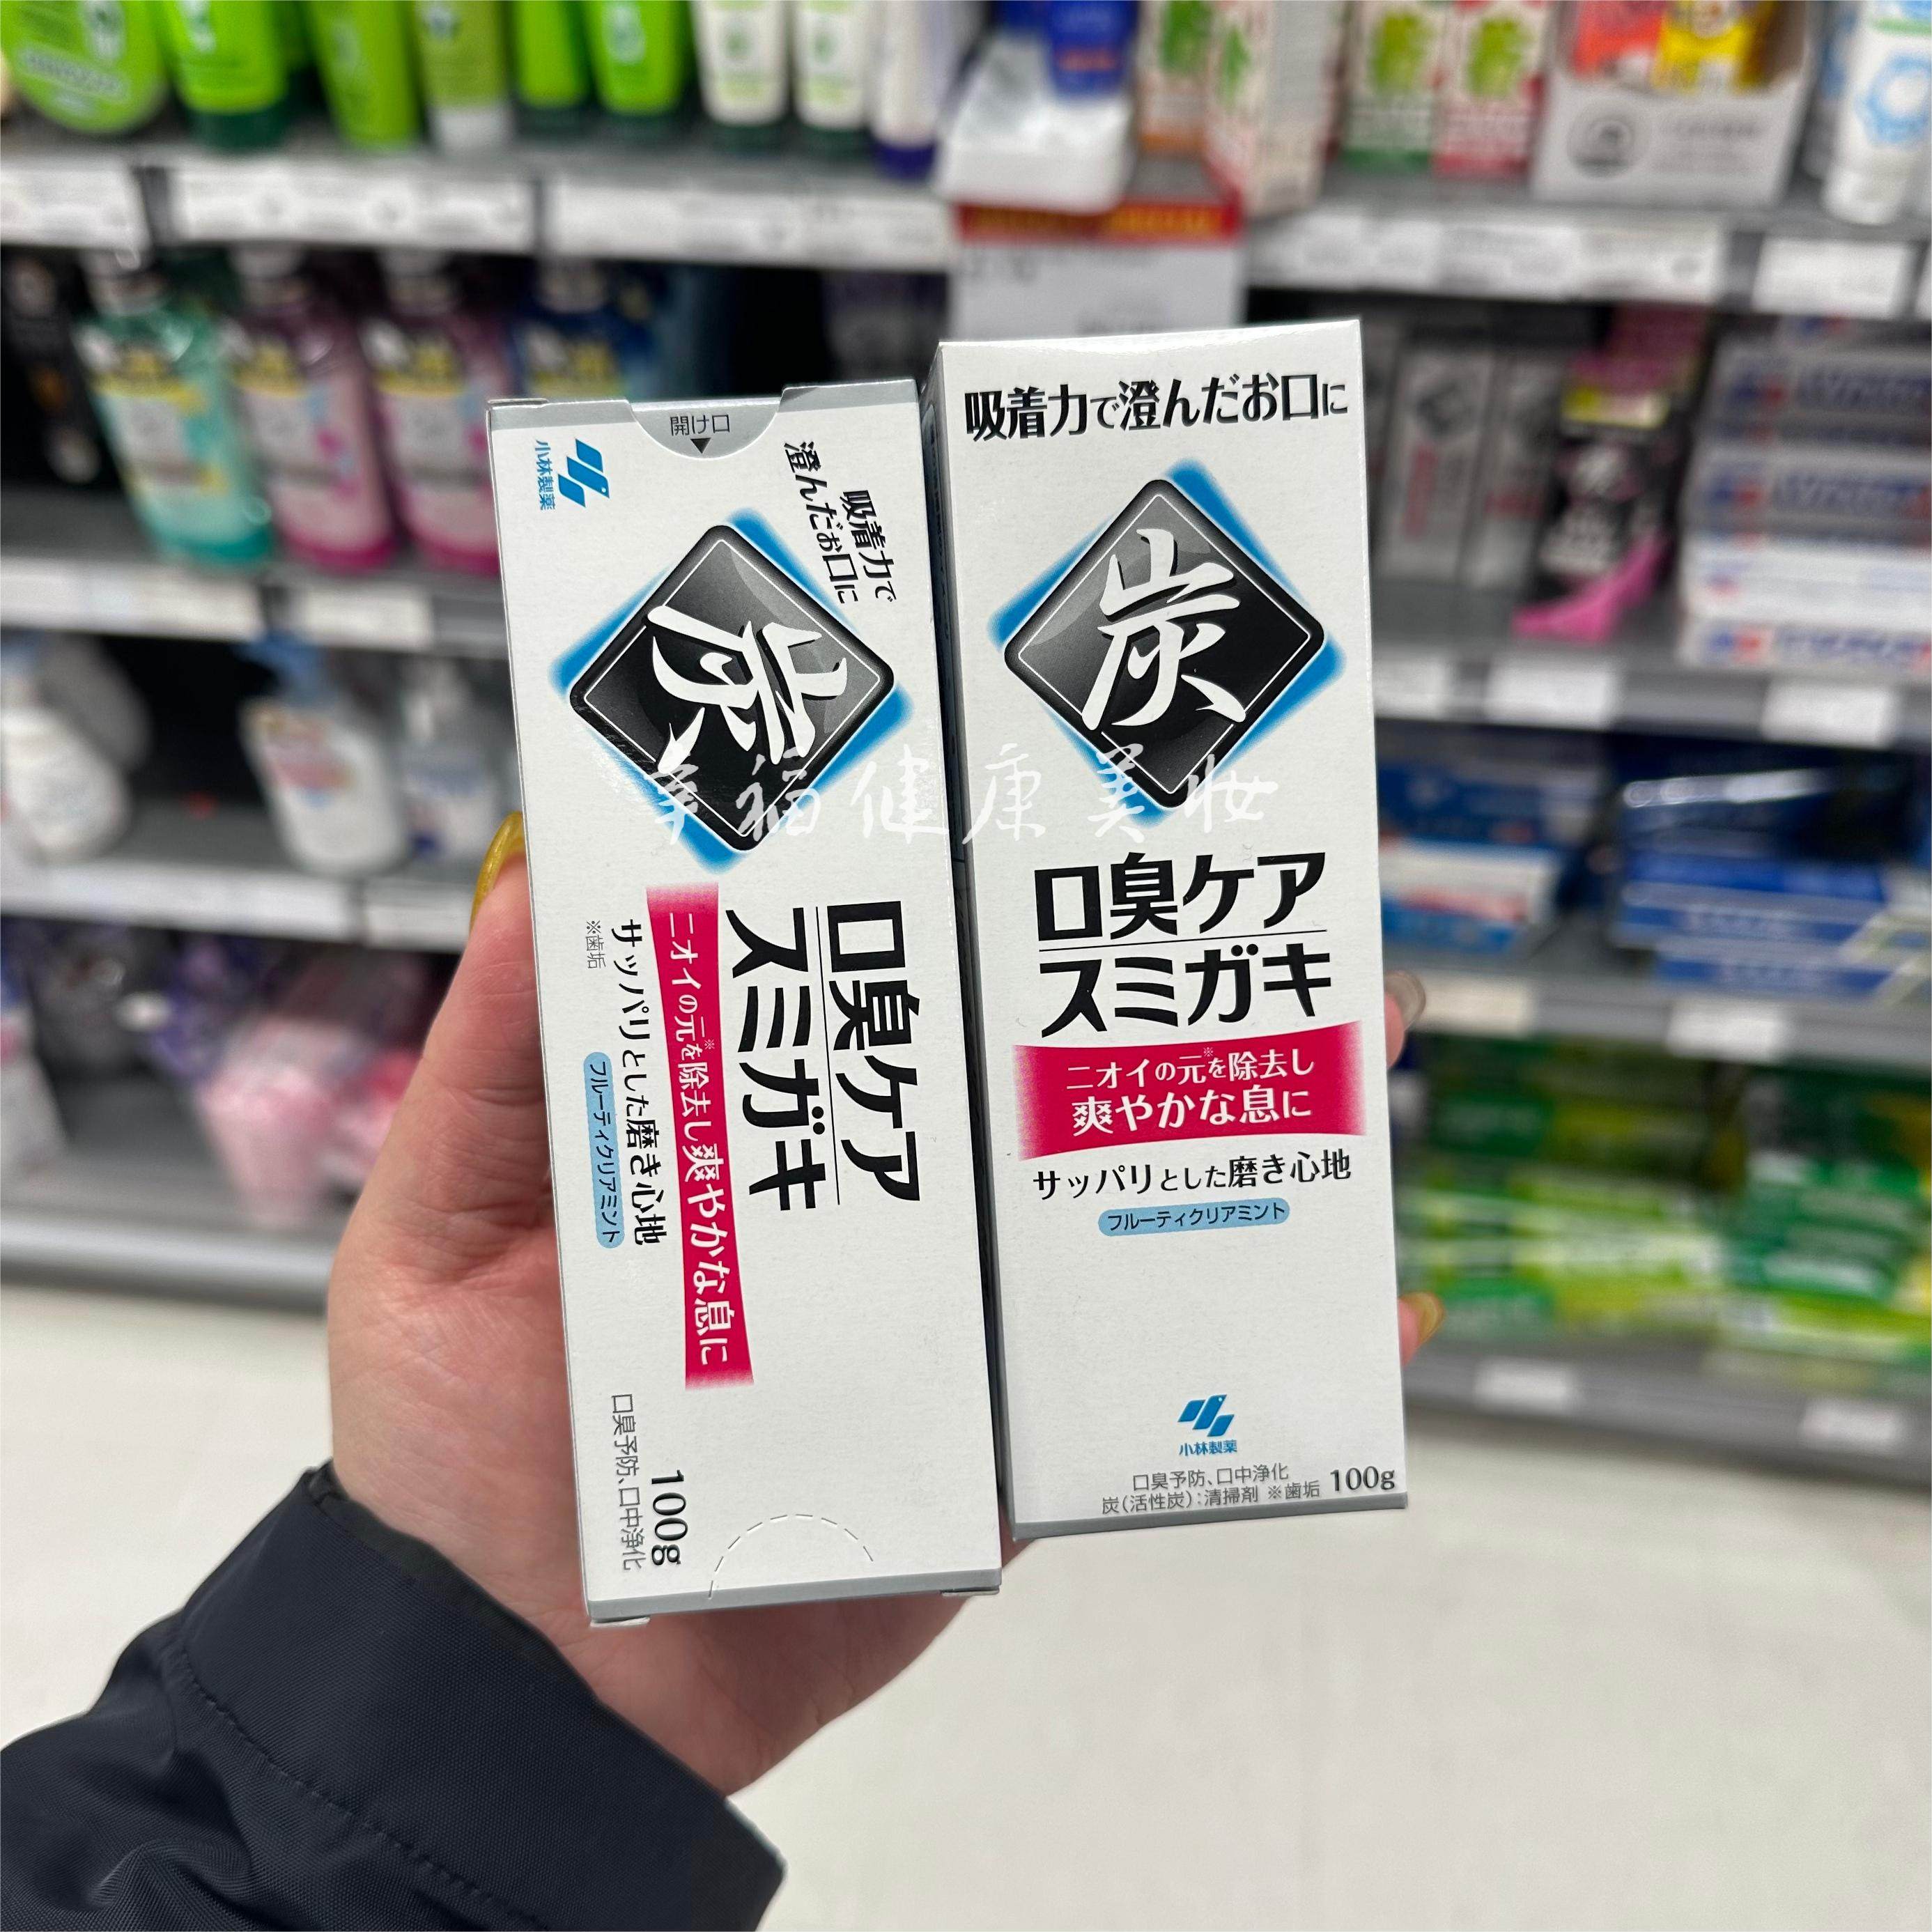 開け口
小林製薬
吸着力で
澄んだお口に
炭
口臭ケア
スミガキ
ニオイの元※を除去し爽やかな息に
サッパリとした磨き心地
※歯垢
フルーティクリアミント
口臭予防、口中浄化
100g
吸着力で澄んだお口に
炭
口臭ケア
スミガキ
ニオイの元※を除去し
爽やかな息に
サッパリとした磨き心地
フルーティクリアミント
小林製薬
口臭予防、口中浄化
炭(活性炭):清掃剤 ※歯垢 100g
幸福健康美妆